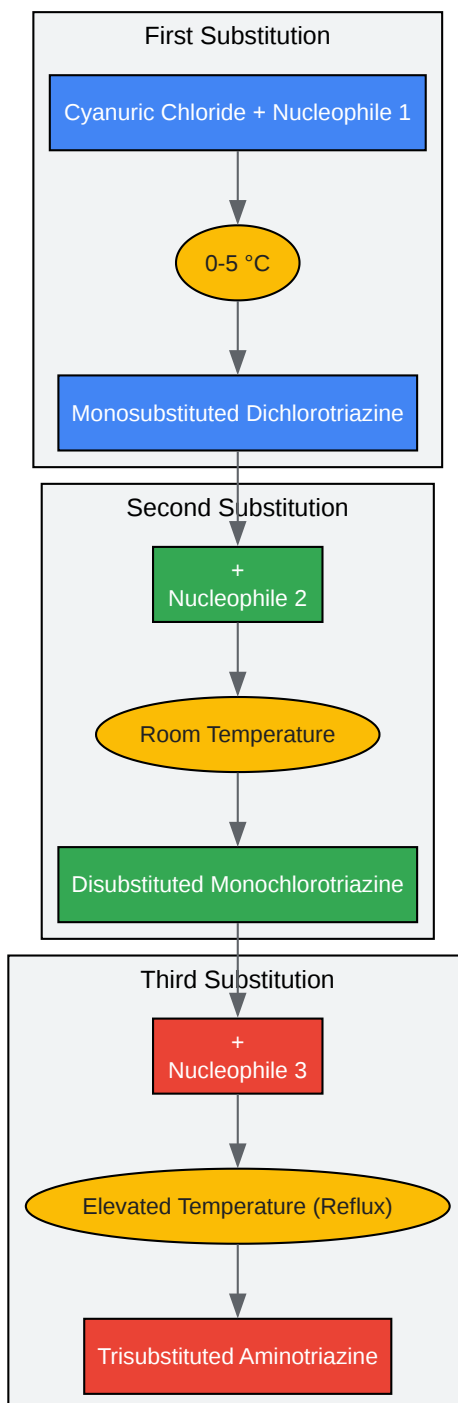 First Substitution
Cyanuric Chloride + Nucleophile 1
0-5 °C
Monosubstituted Dichlorotriazine
Second Substitution
+
Nucleophile 2
Room Temperature
Disubstituted Monochlorotriazine
Third Substitution
+
Nucleophile 3
Elevated Temperature (Reflux)
Trisubstituted Aminotriazine